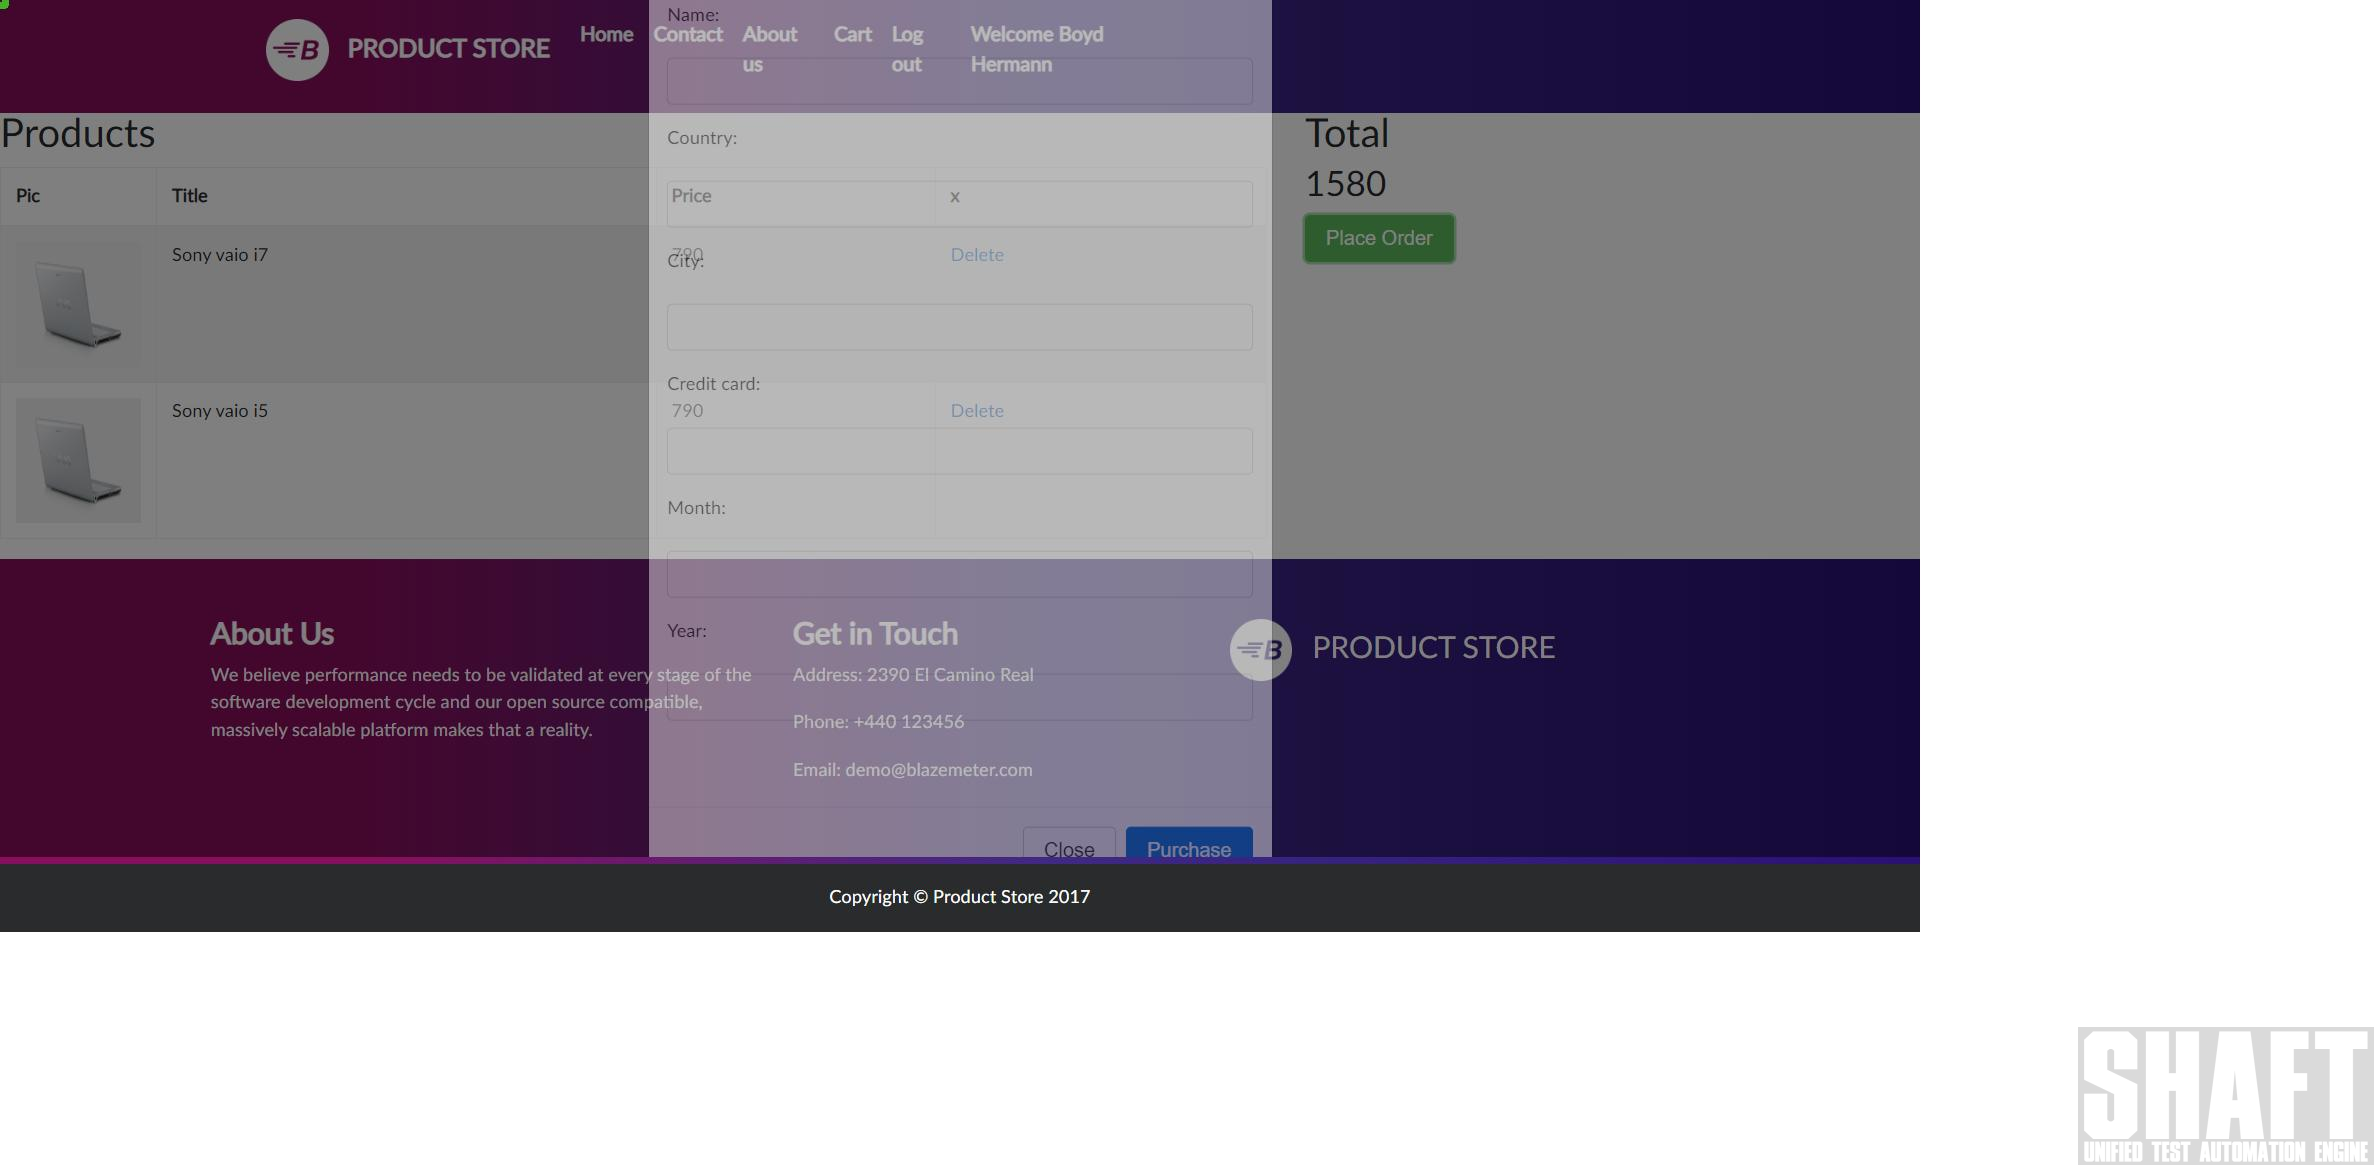 B
PRODUCT STORE
Home
Contact
About us
Cart
Log out
Welcome Boyd Hermann
Name:
Products
Total
1580
Place Order
Country:
Pic
Title
Price
x
Sony vaio i7
790
Delete
City:
Credit card:
Sony vaio i5
790
Delete
Month:
Year:
About Us
We believe performance needs to be validated at every stage of the
software development cycle and our open source compatible,
massively scalable platform makes that a reality.
Get in Touch
Address: 2390 El Camino Real
Phone: +440 123456
Email: demo@blazemeter.com
B
PRODUCT STORE
Close
Purchase
Copyright © Product Store 2017
SHAFT
UNIFIED TEST AUTOMATION ENGINE